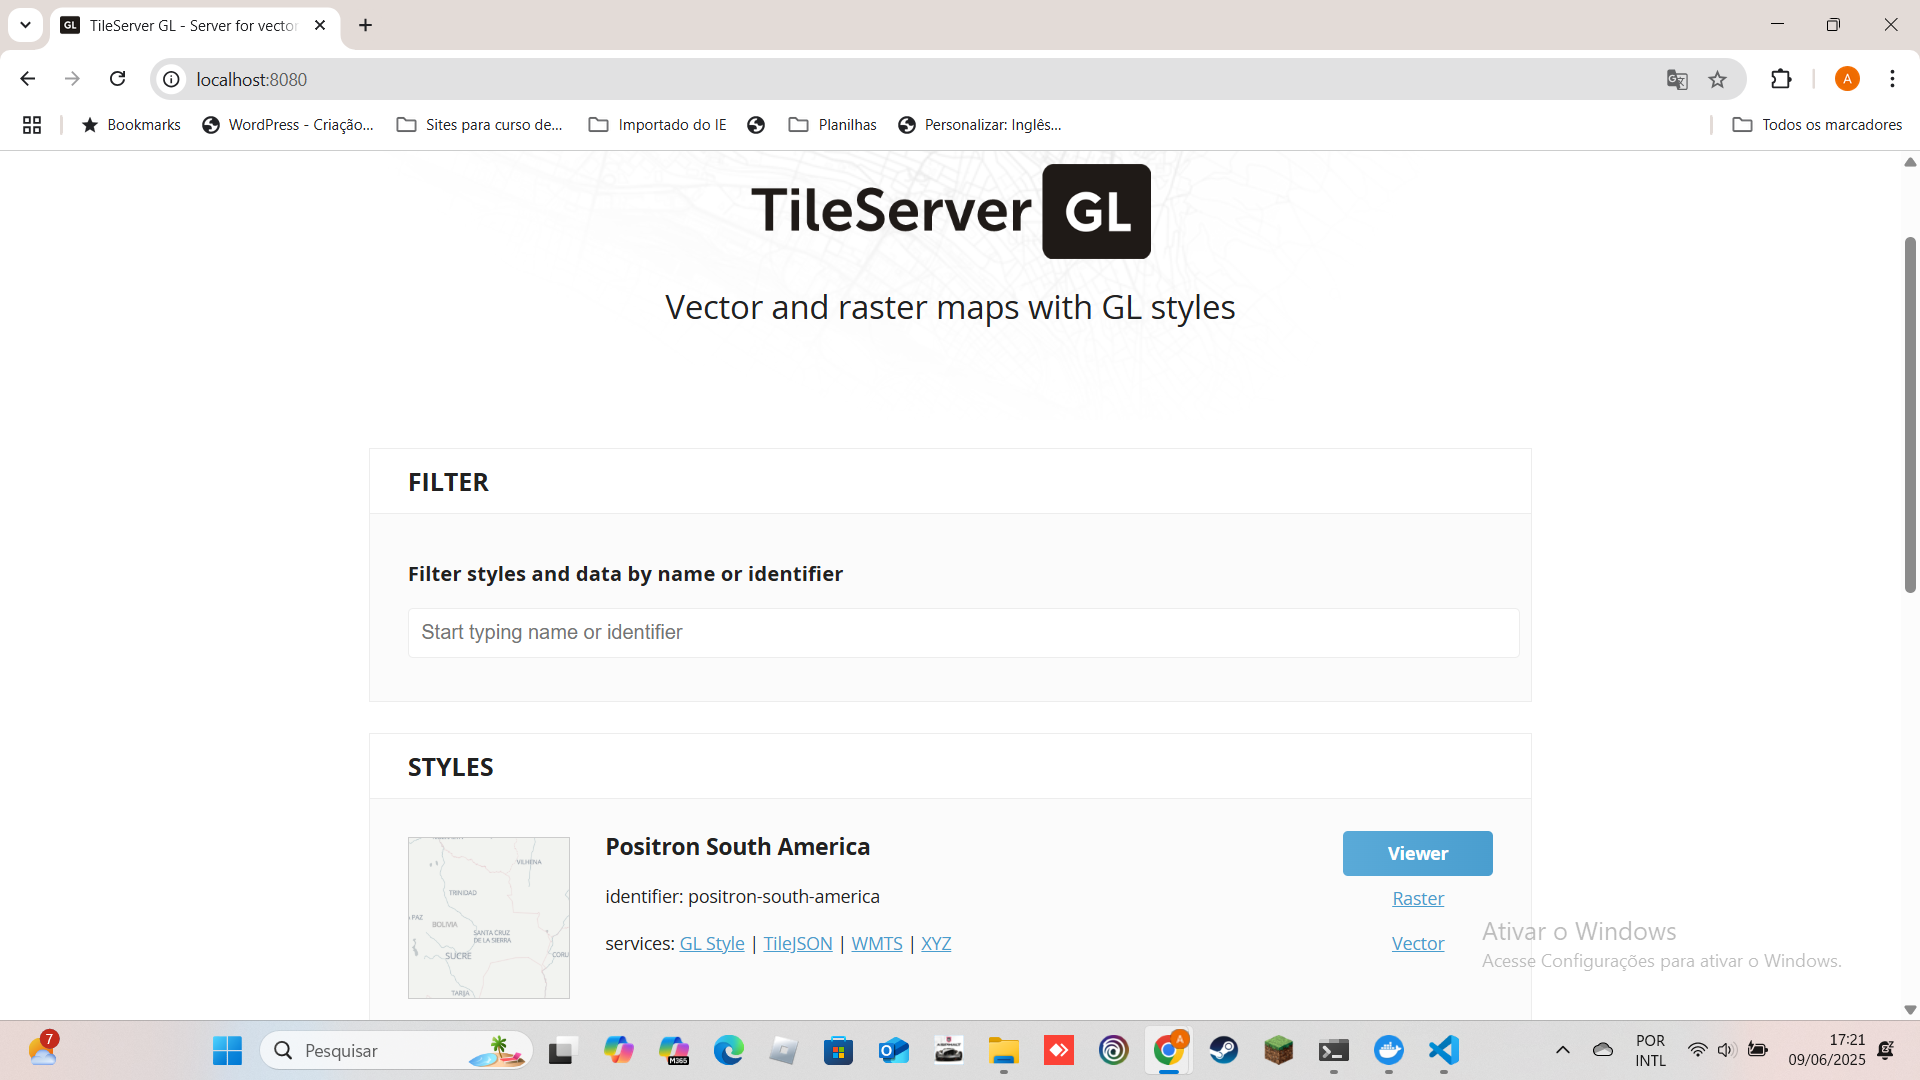 GL TileServer GL - Server for vector
localhost:8080
A
Bookmarks
WordPress - Criação...
Sites para curso de...
Importado do IE
Planilhas
Personalizar: Inglês...
Todos os marcadores
TileServer GL
Vector and raster maps with GL styles
FILTER
Filter styles and data by name or identifier
Start typing name or identifier
STYLES
VILHENA
TRINIDAD
PAZ
BOLIVIA
SANTA CRUZ
DE LA SIERRA
SUCRE
CORU
TARIJA
Positron South America
identifier: positron-south-america
services: GL Style | TileJSON | WMTS | XYZ
Viewer
Raster
Vector
Ativar o Windows
Acesse Configurações para ativar o Windows.
7
Pesquisar
M365
A
POR
INTL
17:21
09/06/2025